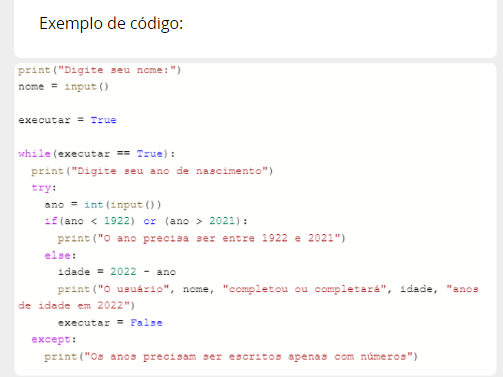 Exemplo de código:
print("Digite seu nome:")
nome = input()
executar = True
while(executar == True):
print("Digite seu ano de nascimento")
try:
ano = int(input())
if(ano < 1922) or (ano > 2021):
print("O ano precisa ser entre 1922 e 2021")
else:
idade = 2022 - ano
print("O usuário", nome, "completou ou completará", idade, "anos
de idade em 2022")
executar = False
except:
print("Os anos precisam ser escritos apenas com números")